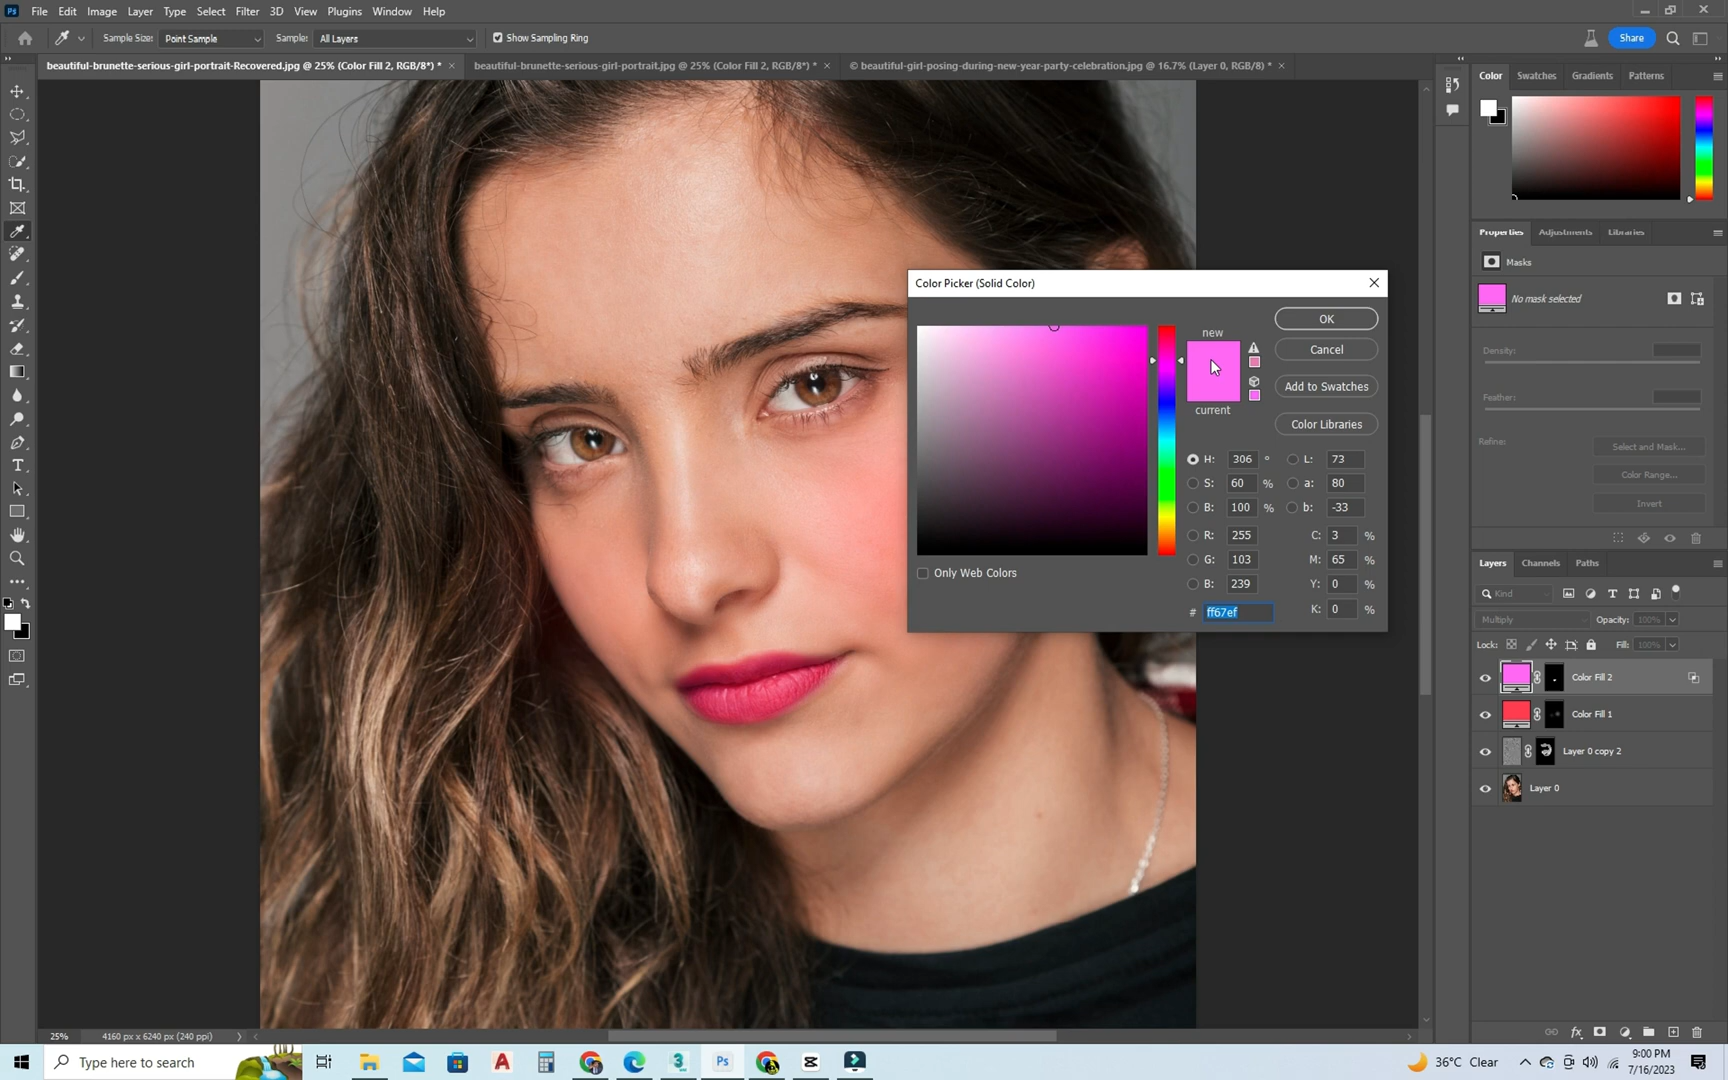 Ps File Edit Image Layer Type Select Filter 3D View Plugins Window Help
Sample Size: Point Sample Sample: All Layers Show Sampling Ring Share
beautiful-brunette-serious-girl-portrait-Recovered.jpg @ 25% (Color Fill 2, RGB/8*) * × beautiful-brunette-serious-girl-portrait.jpg @ 25% (Color Fill 2, RGB/8*) * × © beautiful-girl-posing-during-new-year-party-celebration.jpg @ 16.7% (Layer 0, RGB/8) * ×
Color Swatches Gradients Patterns
Properties Adjustments Libraries
Masks
No mask selected
Density:
Feather:
Refine: Select and Mask...
Color Range...
Invert
Color Picker (Solid Color)
new
current
OK
Cancel
Add to Swatches
Color Libraries
H: 306 ° L: 73
S: 60 % a: 80
B: 100 % b: -33
R: 255 C: 3 %
G: 103 M: 65 %
B: 239 Y: 0 %
# ff67ef K: 0 %
Only Web Colors
Layers Channels Paths
Kind
Multiply Opacity: 100%
Lock: Fill: 100%
Color Fill 2
Color Fill 1
Layer 0 copy 2
Layer 0
25% 4160 px x 6240 px (240 ppi)
Type here to search
36°C Clear
9:00 PM
7/16/2023